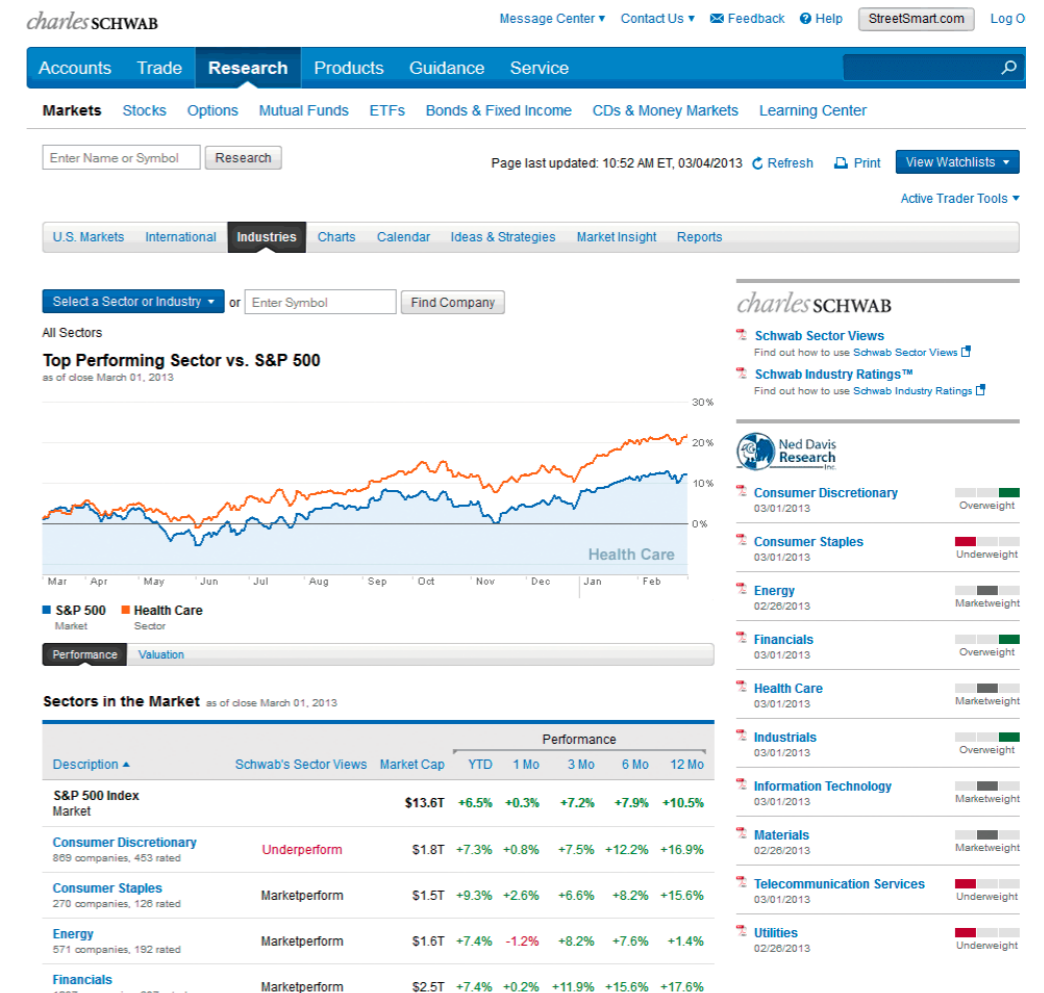 charles SCHWAB
Message Center ▾ Contact Us ▾ Feedback Help StreetSmart.com Log O
Accounts Trade Research Products Guidance Service
Markets Stocks Options Mutual Funds ETFs Bonds & Fixed Income CDs & Money Markets Learning Center
Enter Name or Symbol Research
Page last updated: 10:52 AM ET, 03/04/2013 Refresh Print View Watchlists ▾
Active Trader Tools ▾
U.S. Markets International Industries Charts Calendar Ideas & Strategies Market Insight Reports
Select a Sector or Industry ▾ or Enter Symbol Find Company
All Sectors
Top Performing Sector vs. S&P 500
as of close March 01, 2013
30%
20%
10%
0%
Health Care
Mar Apr May Jun Jul Aug Sep Oct Nov Dec Jan Feb
S&P 500 Health Care
Market Sector
Performance Valuation
Sectors in the Market as of close March 01, 2013
Performance
Description ▲ Schwab's Sector Views Market Cap YTD 1 Mo 3 Mo 6 Mo 12 Mo
S&P 500 Index
Market
$13.6T +6.5% +0.3% +7.2% +7.9% +10.5%
Consumer Discretionary
869 companies, 453 rated
Underperform $1.8T +7.3% +0.8% +7.5% +12.2% +16.9%
Consumer Staples
270 companies, 126 rated
Marketperform $1.5T +9.3% +2.6% +6.6% +8.2% +15.6%
Energy
571 companies, 192 rated
Marketperform $1.6T +7.4% -1.2% +8.2% +7.6% +1.4%
Financials
Marketperform $2.5T +7.4% +0.2% +11.9% +15.6% +17.6%
charles SCHWAB
Schwab Sector Views
Find out how to use Schwab Sector Views
Schwab Industry Ratings™
Find out how to use Schwab Industry Ratings
Ned Davis
Research
Inc.
Consumer Discretionary
03/01/2013 Overweight
Consumer Staples
03/01/2013 Underweight
Energy
02/26/2013 Marketweight
Financials
03/01/2013 Overweight
Health Care
03/01/2013 Marketweight
Industrials
03/01/2013 Overweight
Information Technology
03/01/2013 Marketweight
Materials
02/26/2013 Marketweight
Telecommunication Services
03/01/2013 Underweight
Utilities
02/26/2013 Underweight